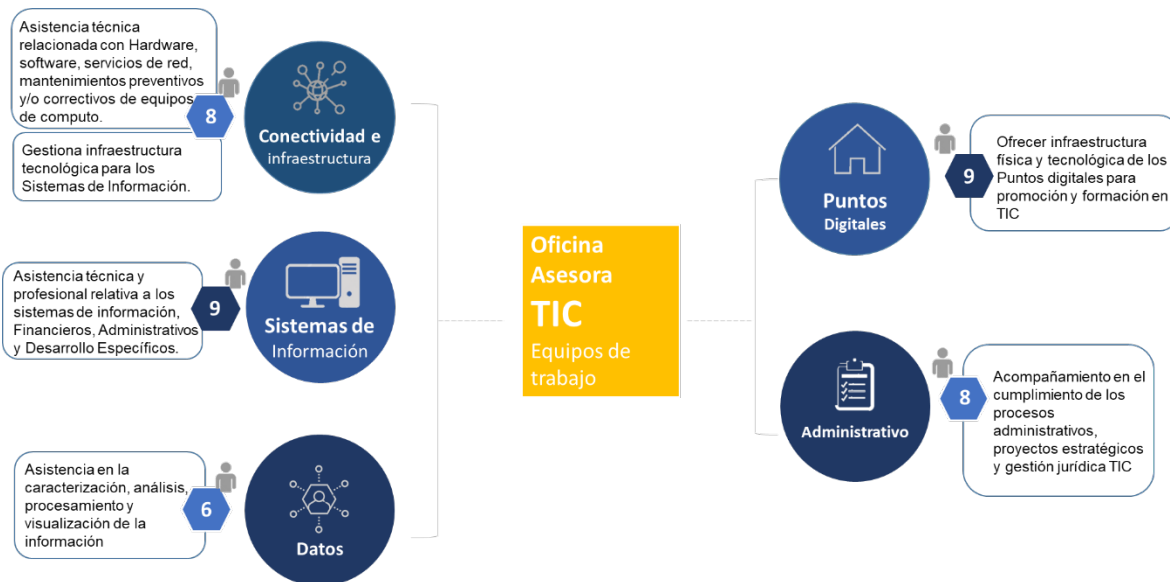 Asistencia técnica
relacionada con Hardware,
software, servicios de red,
mantenimientos preventivos
y/o correctivos de equipos
de computo.
8
Gestiona infraestructura
tecnológica para los
Sistemas de Información.
Conectividad e
infraestructura
Asistencia técnica y
profesional relativa a los
sistemas de información,
Financieros, Administrativos
y Desarrollo Específicos.
9
Sistemas de
Información
Asistencia en la
caracterización, análisis,
procesamiento y
visualización de la
información
6
Datos
Oficina
Asesora
TIC
Equipos de
trabajo
Puntos
Digitales
9
Ofrecer infraestructura
física y tecnológica de los
Puntos digitales para
promoción y formación en
TIC
Administrativo
8
Acompañamiento en el
cumplimiento de los
procesos
administrativos,
proyectos estratégicos
y gestión jurídica TIC